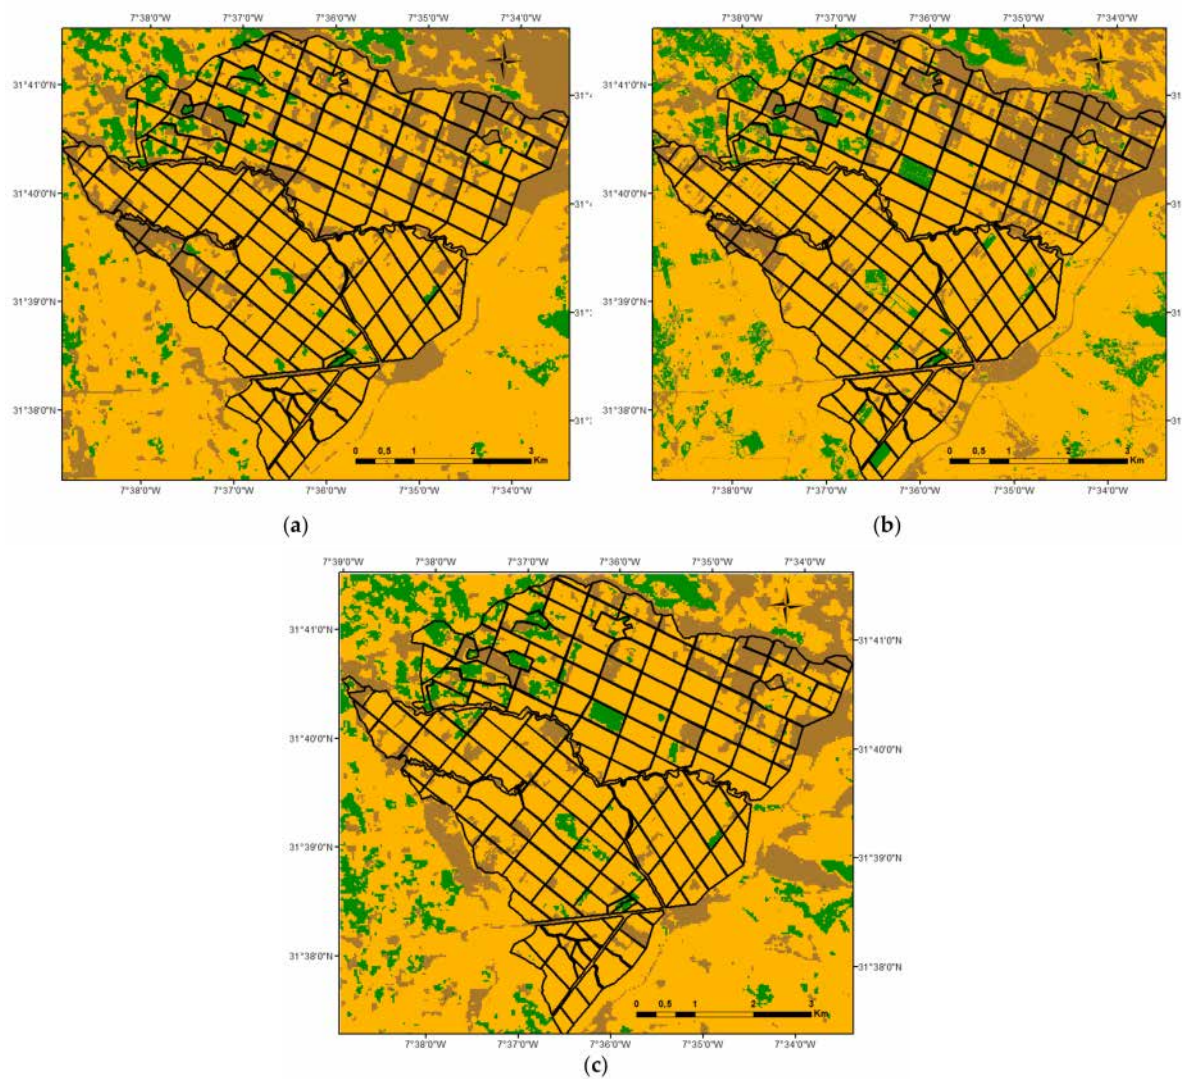 7°38'0"W 7°37'0"W 7°36'0"W 7°35'0"W 7°34'0"W
31°41'0"N
31°40'0"N
31°39'0"N
31°38'0"N
0 0,5 1 2 3
Km
7°38'0"W 7°37'0"W 7°36'0"W 7°35'0"W 7°34'0"W
(a)
7°38'0"W 7°37'0"W 7°36'0"W 7°35'0"W 7°34'0"W
31°41'0"N
31°40'0"N
31°39'0"N
31°38'0"N
0 0,5 1 2 3
Km
7°38'0"W 7°37'0"W 7°36'0"W 7°35'0"W 7°34'0"W
(b)
7°39'0"W 7°38'0"W 7°37'0"W 7°36'0"W 7°35'0"W 7°34'0"W
N
31°41'0"N 31°41'0"N
31°40'0"N 31°40'0"N
31°39'0"N 31°39'0"N
31°38'0"N 31°38'0"N
0 0,5 1 2 3
Km
7°38'0"W 7°37'0"W 7°36'0"W 7°35'0"W 7°34'0"W
(c)